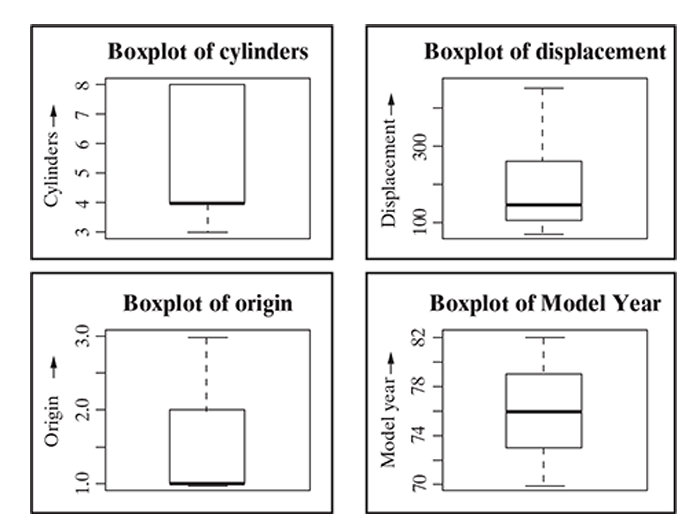 Boxplot of cylinders
Cylinders →
8
7
6
5
4
3
Boxplot of displacement
Displacement →
300
100
Boxplot of origin
Origin →
3.0
2.0
1.0
Boxplot of Model Year
Model year →
82
78
74
70